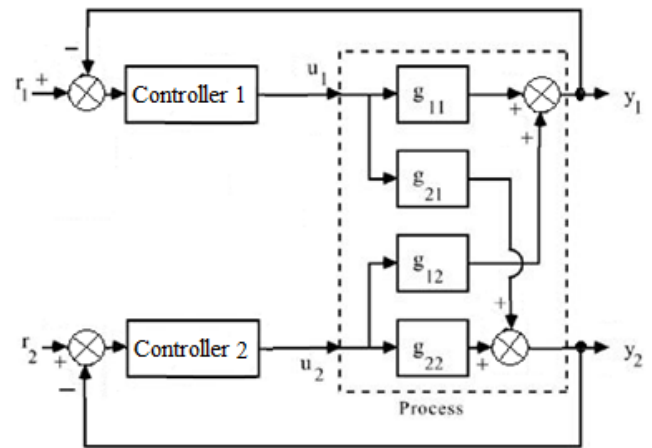 −
r1 +
Controller 1
u1
g11
+
+
y1
g21
g12
+
r2
+
−
Controller 2
u2
g22
+
y2
Process